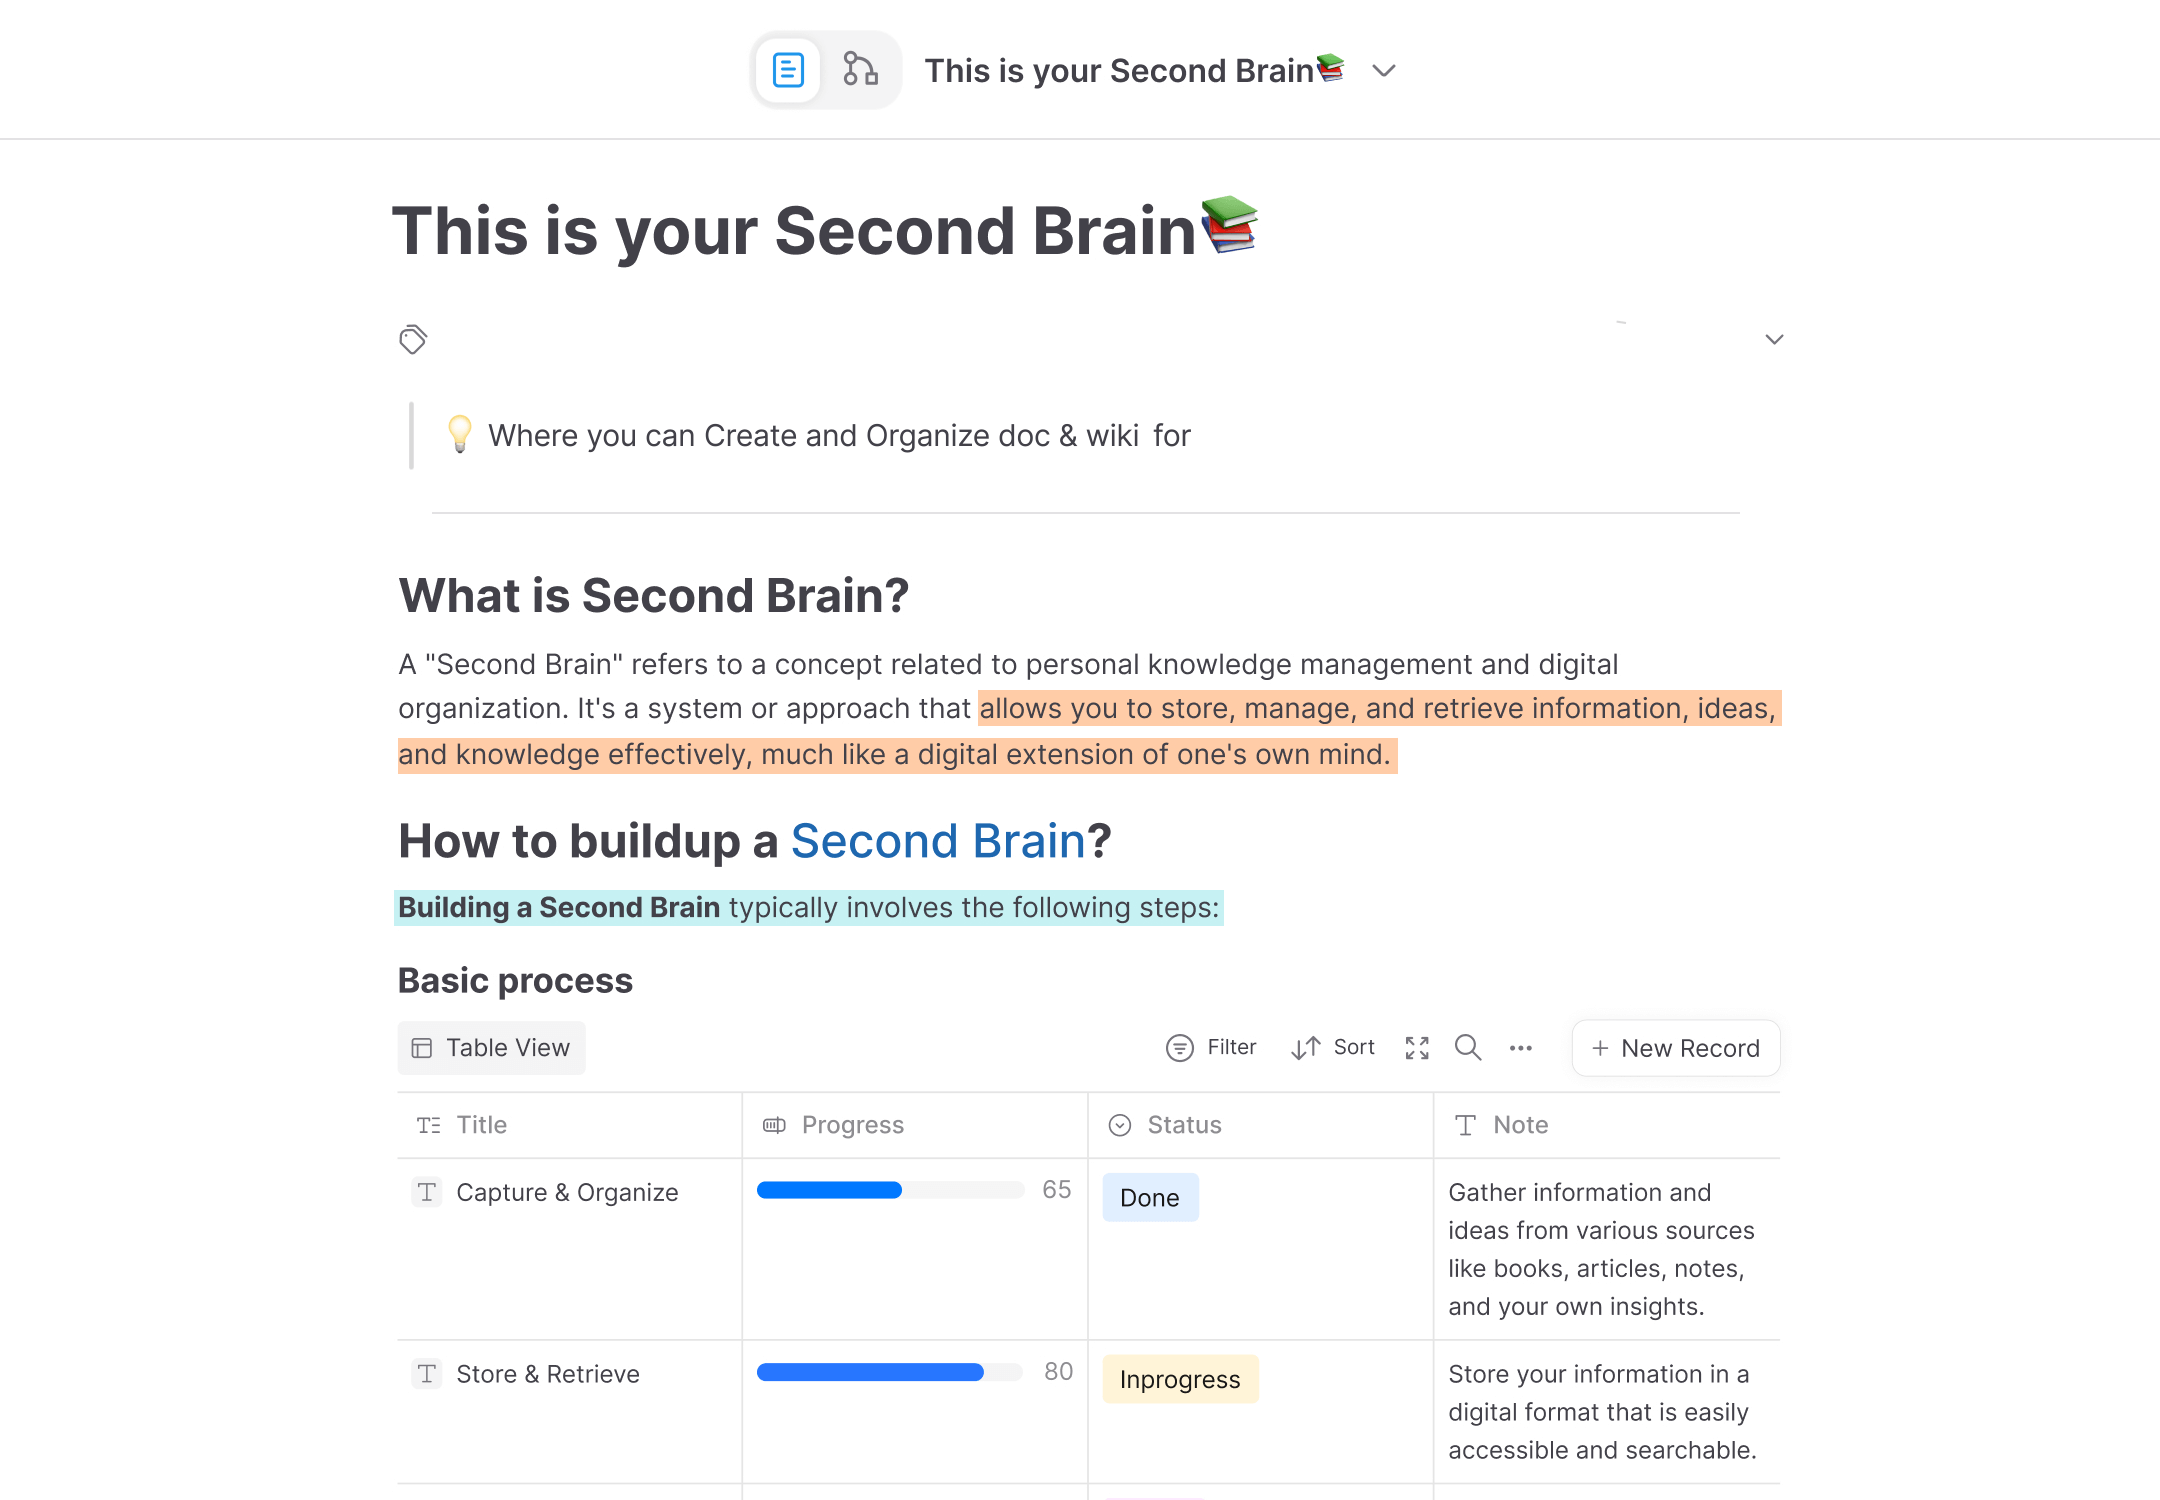 This is your Second Brain
This is your Second Brain
Where you can Create and Organize doc & wiki for
What is Second Brain?
A "Second Brain" refers to a concept related to personal knowledge management and digital
organization. It's a system or approach that allows you to store, manage, and retrieve information, ideas,
and knowledge effectively, much like a digital extension of one's own mind.
How to buildup a Second Brain?
Building a Second Brain typically involves the following steps:
Basic process
Table View Filter Sort + New Record
Title Progress Status Note
Capture & Organize 65 Done Gather information and
ideas from various sources
like books, articles, notes,
and your own insights.
Store & Retrieve 80 Inprogress Store your information in a
digital format that is easily
accessible and searchable.